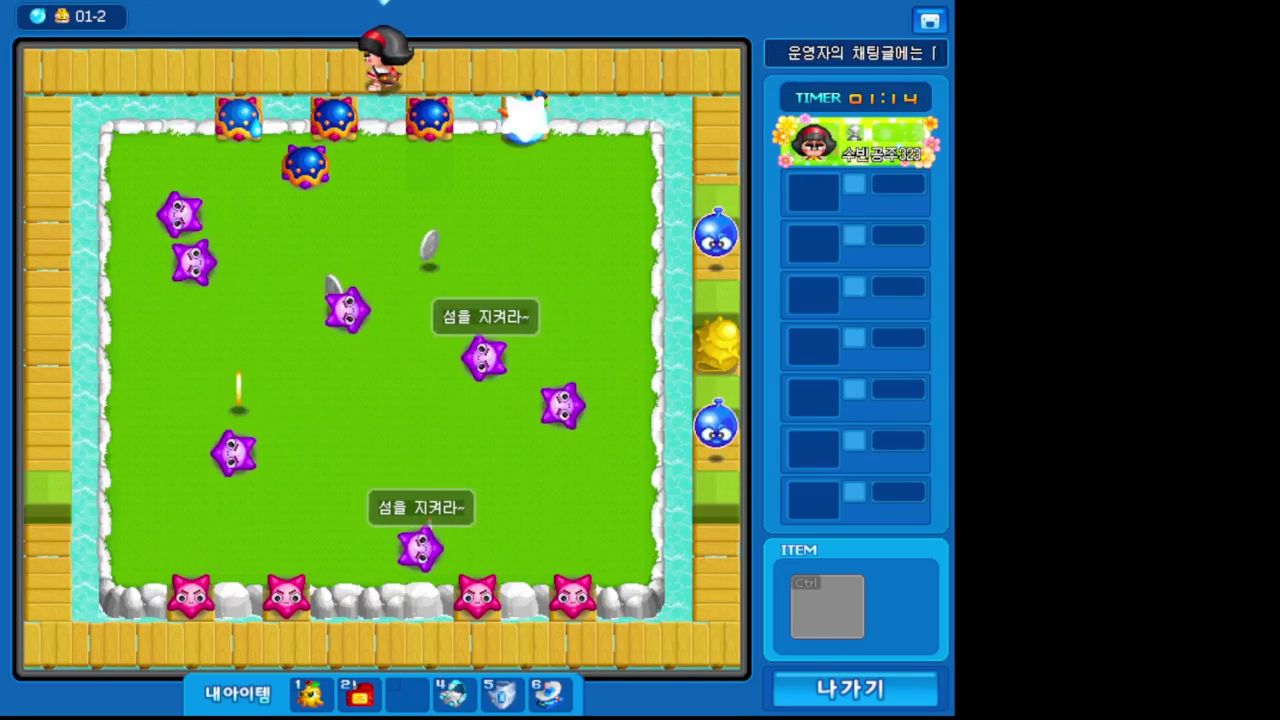 01-2
운영자의 채팅글에는 [
TIMER 01:14
수빈공주323
섬을 지켜라~
섬을 지켜라~
ITEM
Ctrl
내아이템
1
2
4
5
6
나가기